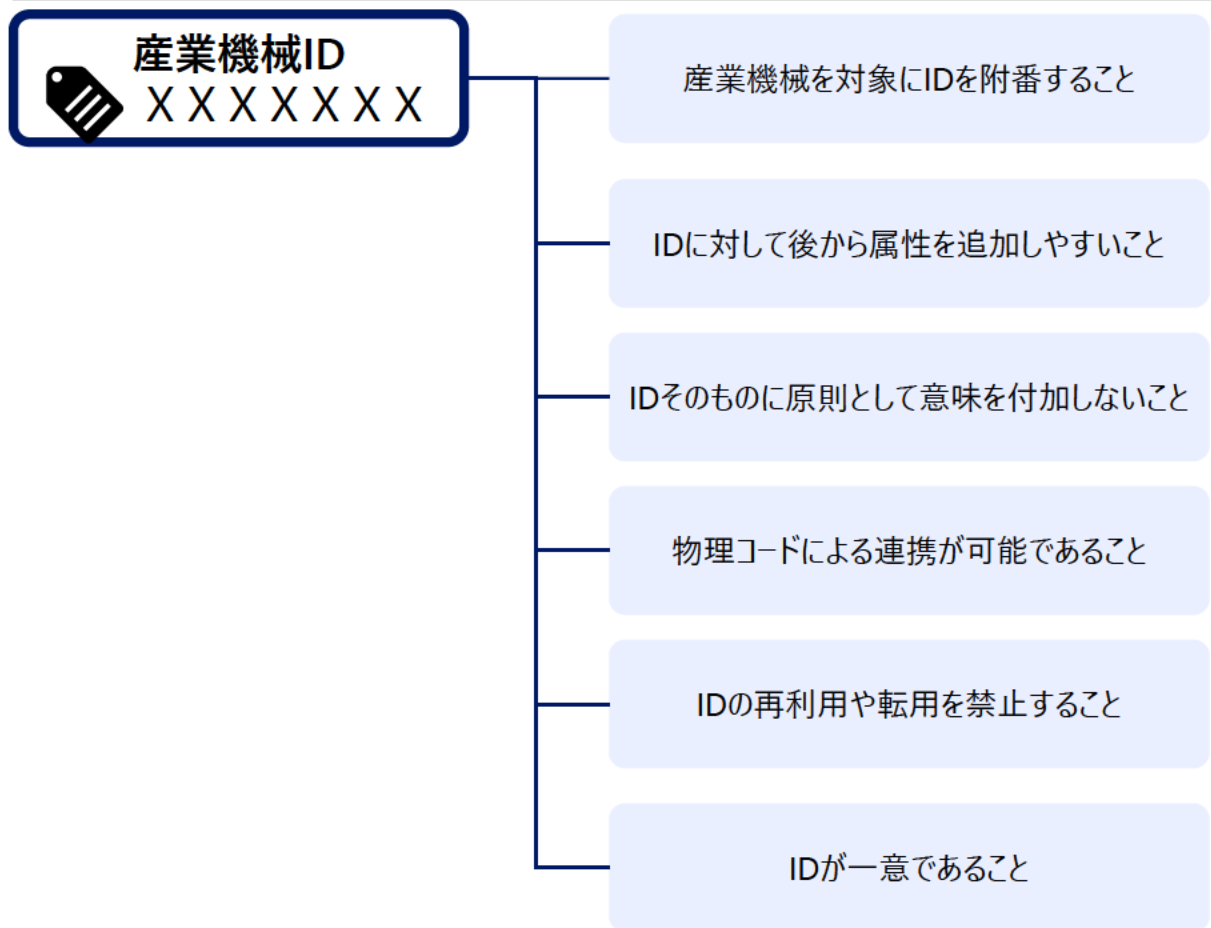 産業機械ID
ＸＸＸＸＸＸＸ
産業機械を対象にIDを附番すること
IDに対して後から属性を追加しやすいこと
IDそのものに原則として意味を付加しないこと
物理コードによる連携が可能であること
IDの再利用や転用を禁止すること
IDが一意であること